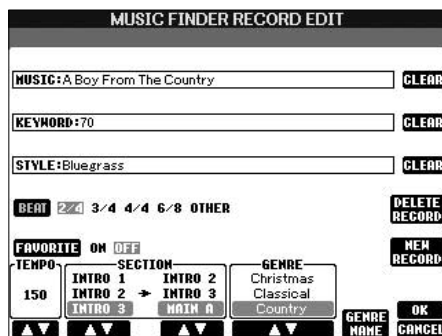 MUSIC FINDER RECORD EDIT
MUSIC:A Boy From The Country CLEAR
KEYWORD:70 CLEAR
STYLE:Bluegrass CLEAR
BEAT 2/4 3/4 4/4 6/8 OTHER DELETE RECORD
FAVORITE ON OFF NEW RECORD
TEMPO SECTION GENRE
INTRO 1 INTRO 2 Christmas
150 INTRO 2 → INTRO 3 Classical
INTRO 3 MAIN A Country
GENRE NAME OK
CANCEL